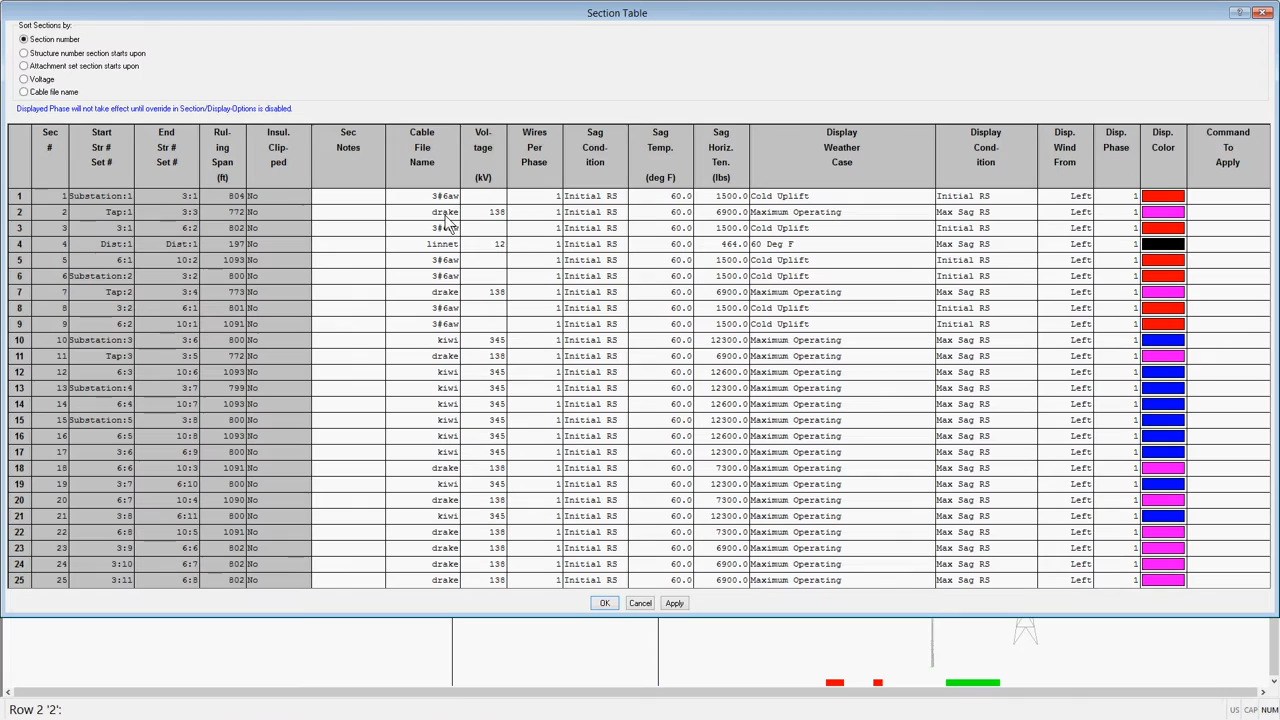 Section Table
Sort Sections by:
Section number
Structure number section starts upon
Attachment set section starts upon
Voltage
Cable file name
Displayed Phase will not take effect until override in Section/Display-Options is disabled.
Sec # Start Str # Set # End Str # Set # Rul- ing Span (ft) Insul. Clip- ped Sec Notes Cable File Name Vol- tage (kV) Wires Per Phase Sag Cond- ition Sag Temp. (deg F) Sag Horiz. Ten. (lbs) Display Weather Case Display Cond- ition Disp. Wind From Disp. Phase Disp. Color Command To Apply
1 1 Substation:1 3:1 804 No 3#6aw 1 Initial RS 60.0 1500.0 Cold Uplift Initial RS Left 1
2 2 Tap:1 3:3 772 No drake 138 1 Initial RS 60.0 6900.0 Maximum Operating Max Sag RS Left 1
3 3 3:1 6:2 802 No 3#6aw 1 Initial RS 60.0 1500.0 Cold Uplift Initial RS Left 1
4 4 Dist:1 Dist:1 197 No linnet 12 1 Initial RS 60.0 464.0 60 Deg F Max Sag RS Left 1
5 5 6:1 10:2 1093 No 3#6aw 1 Initial RS 60.0 1500.0 Cold Uplift Initial RS Left 1
6 6 Substation:2 3:2 800 No 3#6aw 1 Initial RS 60.0 1500.0 Cold Uplift Initial RS Left 1
7 7 Tap:2 3:4 773 No drake 138 1 Initial RS 60.0 6900.0 Maximum Operating Max Sag RS Left 1
8 8 3:2 6:1 801 No 3#6aw 1 Initial RS 60.0 1500.0 Cold Uplift Initial RS Left 1
9 9 6:2 10:1 1091 No 3#6aw 1 Initial RS 60.0 1500.0 Cold Uplift Initial RS Left 1
10 10 Substation:3 3:6 800 No kiwi 345 1 Initial RS 60.0 12300.0 Maximum Operating Max Sag RS Left 1
11 11 Tap:3 3:5 772 No drake 138 1 Initial RS 60.0 6900.0 Maximum Operating Max Sag RS Left 1
12 12 6:3 10:6 1093 No kiwi 345 1 Initial RS 60.0 12600.0 Maximum Operating Max Sag RS Left 1
13 13 Substation:4 3:7 799 No kiwi 345 1 Initial RS 60.0 12300.0 Maximum Operating Max Sag RS Left 1
14 14 6:4 10:7 1093 No kiwi 345 1 Initial RS 60.0 12600.0 Maximum Operating Max Sag RS Left 1
15 15 Substation:5 3:8 800 No kiwi 345 1 Initial RS 60.0 12300.0 Maximum Operating Max Sag RS Left 1
16 16 6:5 10:8 1093 No kiwi 345 1 Initial RS 60.0 12600.0 Maximum Operating Max Sag RS Left 1
17 17 3:6 6:9 800 No kiwi 345 1 Initial RS 60.0 12300.0 Maximum Operating Max Sag RS Left 1
18 18 6:6 10:3 1091 No drake 138 1 Initial RS 60.0 7300.0 Maximum Operating Max Sag RS Left 1
19 19 3:7 6:10 800 No kiwi 345 1 Initial RS 60.0 12300.0 Maximum Operating Max Sag RS Left 1
20 20 6:7 10:4 1090 No drake 138 1 Initial RS 60.0 7300.0 Maximum Operating Max Sag RS Left 1
21 21 3:8 6:11 800 No kiwi 345 1 Initial RS 60.0 12300.0 Maximum Operating Max Sag RS Left 1
22 22 6:8 10:5 1091 No drake 138 1 Initial RS 60.0 7300.0 Maximum Operating Max Sag RS Left 1
23 23 3:9 6:6 802 No drake 138 1 Initial RS 60.0 6900.0 Maximum Operating Max Sag RS Left 1
24 24 3:10 6:7 802 No drake 138 1 Initial RS 60.0 6900.0 Maximum Operating Max Sag RS Left 1
25 25 3:11 6:8 802 No drake 138 1 Initial RS 60.0 6900.0 Maximum Operating Max Sag RS Left 1
OK Cancel Apply
Row 2 '2': US CAP NUM